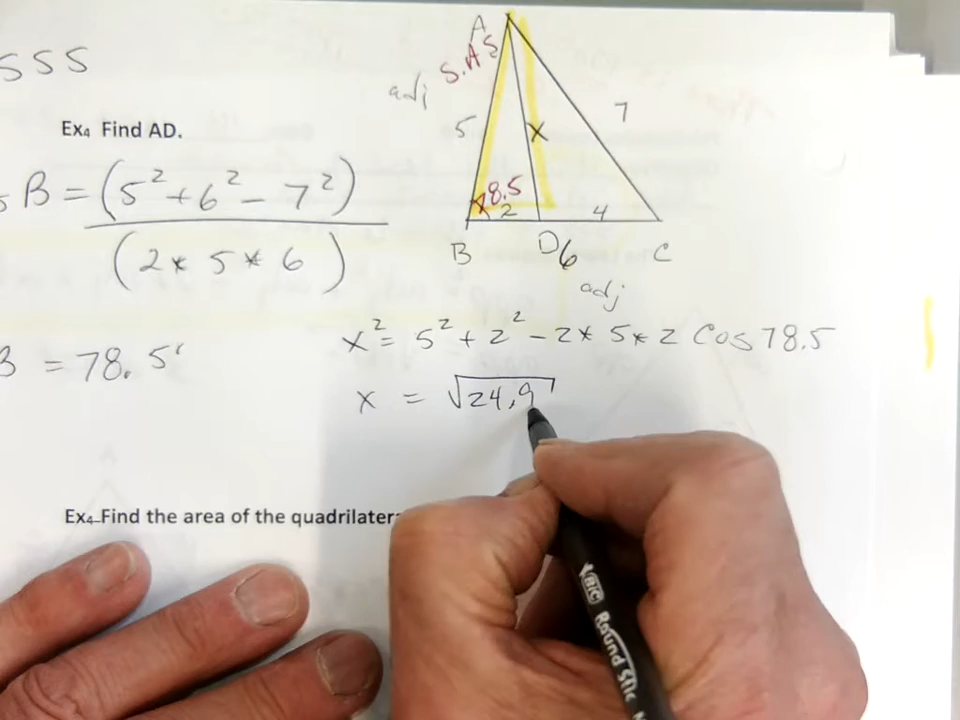 SSS
A
S.A S
adj
7
5
x
Ex4 Find AD.
78.5
2
4
B = (5² + 6² - 7²)
(2 * 5 * 6)
B
D
6
C
adj
x² = 5² + 2² - 2 * 5 * 2 Cos 78.5
B = 78.5°
x = √24,9
Ex4 Find the area of the
BIC Round Stic